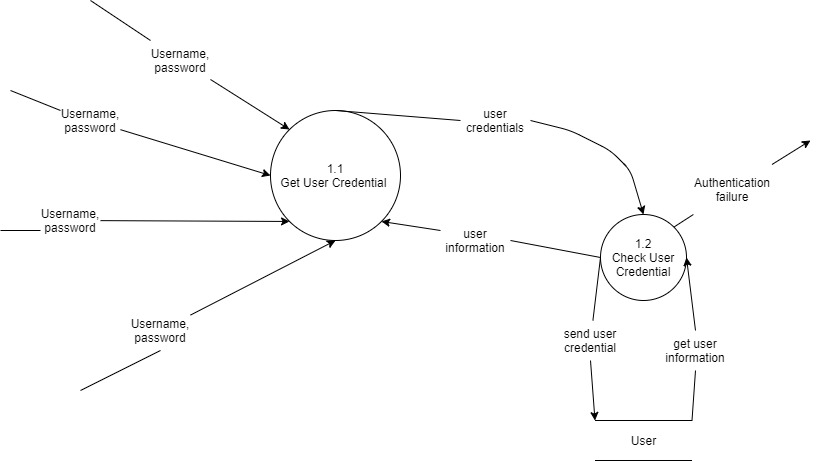 Username,
password
Username,
password
user
credentials
1.1
Get User Credential
Authentication
failure
Username,
password
user
information
1.2
Check User
Credential
Username,
password
send user
credential
get user
information
User